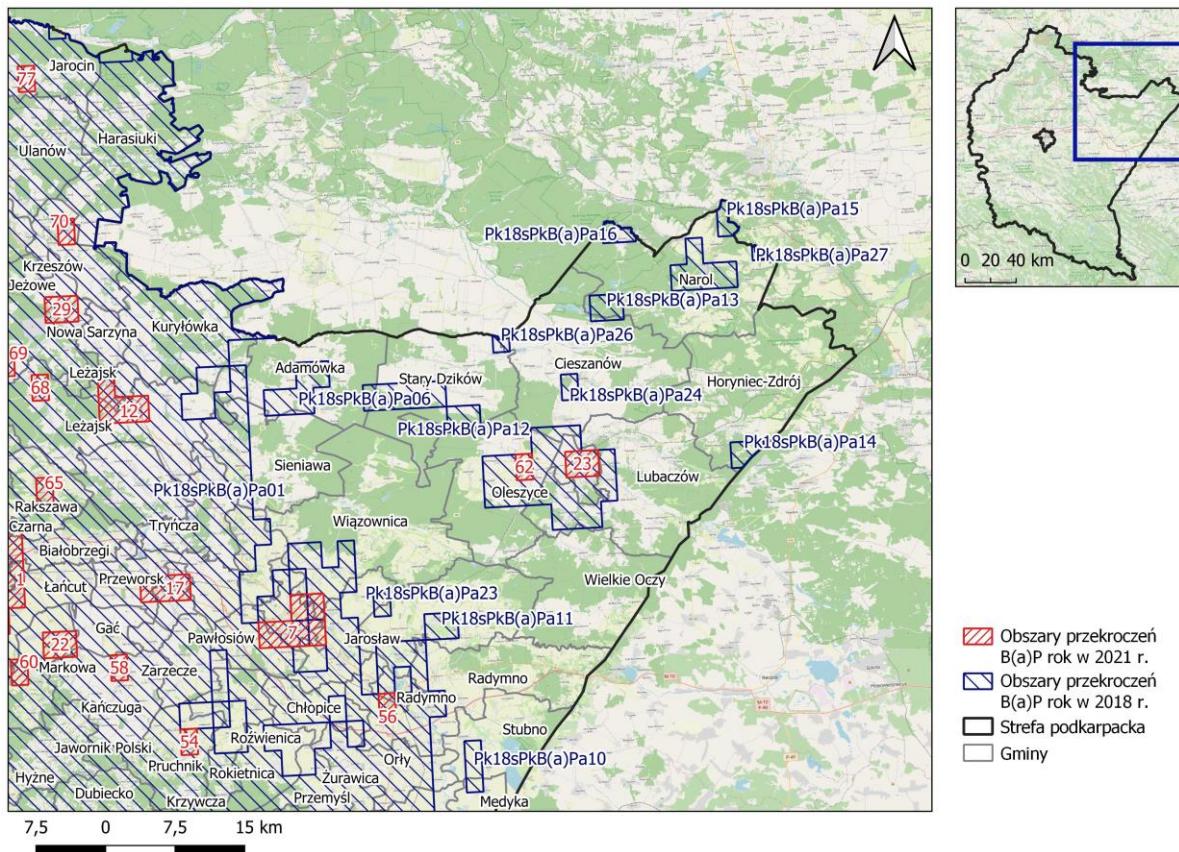 Jarocin
77
Harasiuki
Ulanów
Pk18sPkB(a)Pa15
70
Pk18sPkB(a)Pa16
Krzeszów
Pk18sPkB(a)Pa27
Narol
Jeżowe
29
Pk18sPkB(a)Pa13
Nowa Sarzyna
Kuryłówka
Pk18sPkB(a)Pa26
69
Cieszanów
Leżajsk
Adamówka
Stary Dzików
Horyniec-Zdrój
68
12
Pk18sPkB(a)Pa06
Pk18sPkB(a)Pa24
Leżajsk
Pk18sPkB(a)Pa12
Pk18sPkB(a)Pa14
Sieniawa
62
23
Lubaczów
65
Pk18sPkB(a)Pa01
Oleszyce
Rakszawa
Czarna
Tryńcza
Wiązownica
Białobrzegi
1
Łańcut
Przeworsk
17
Wielkie Oczy
Pk18sPkB(a)Pa23
Gać
Pk18sPkB(a)Pa11
22
Pawłosiów
7
Jarosław
60
Markowa
58
Zarzecze
Radymno
Kańczuga
Chłopice
Radymno
56
Stubno
54
Roźwienica
Jawornik Polski
Pruchnik
Orły
Pk18sPkB(a)Pa10
Hyżne
Rokietnica
Żurawica
Dubiecko
Krzywcza
Przemyśl
Medyka
7,5 0 7,5 15 km
0 20 40 km
Obszary przekroczeń
B(a)P rok w 2021 r.
Obszary przekroczeń
B(a)P rok w 2018 r.
Strefa podkarpacka
Gminy